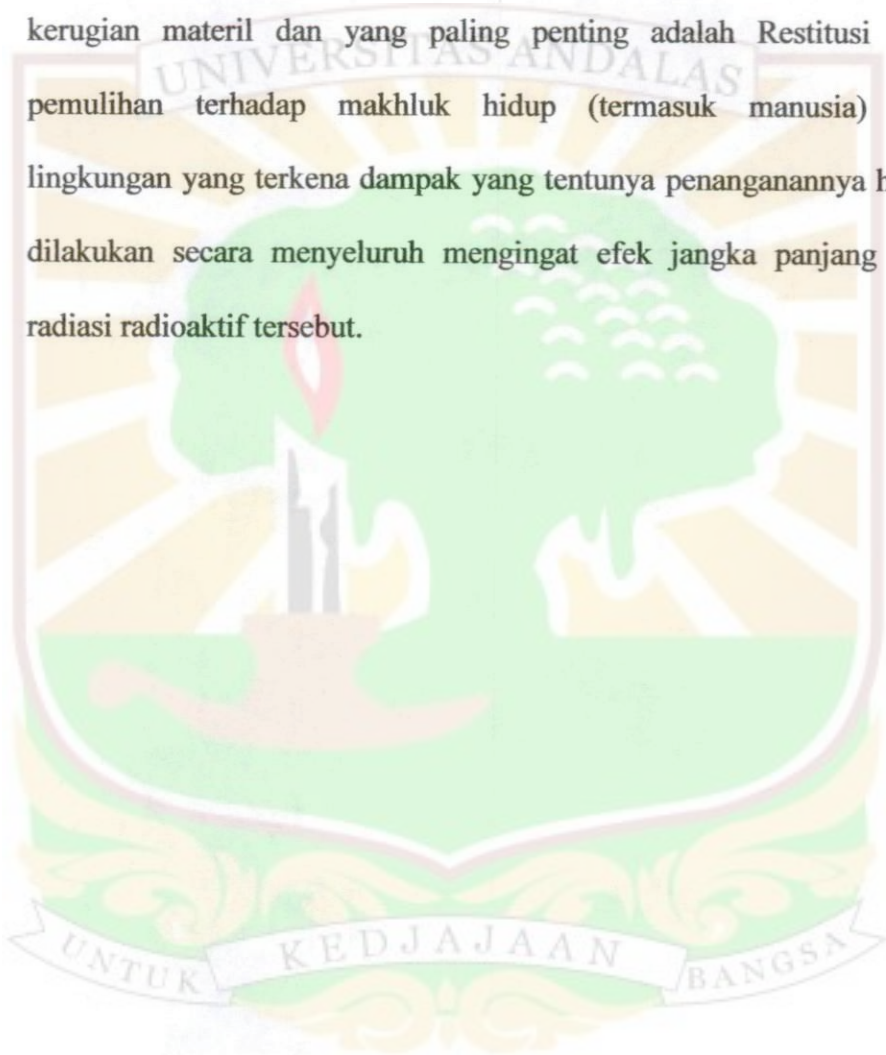 kerugian materil dan yang paling penting adalah Restitusi
UNIVERSITAS ANDALAS
pemulihan terhadap makhluk hidup (termasuk manusia)
lingkungan yang terkena dampak yang tentunya penanganannya h
dilakukan secara menyeluruh mengingat efek jangka panjang
radiasi radioaktif tersebut.
UNTUK KEDJAJAAN BANGSA